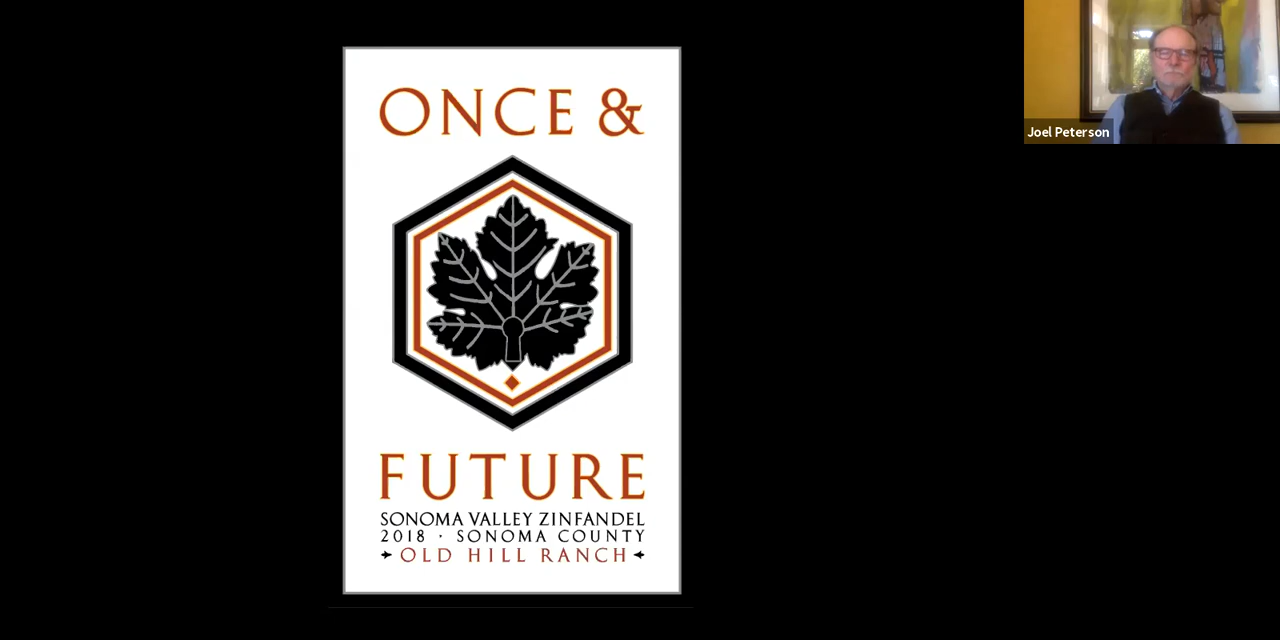 ONCE &
FUTURE
SONOMA VALLEY ZINFANDEL
2018 · SONOMA COUNTY
OLD HILL RANCH
Joel Peterson